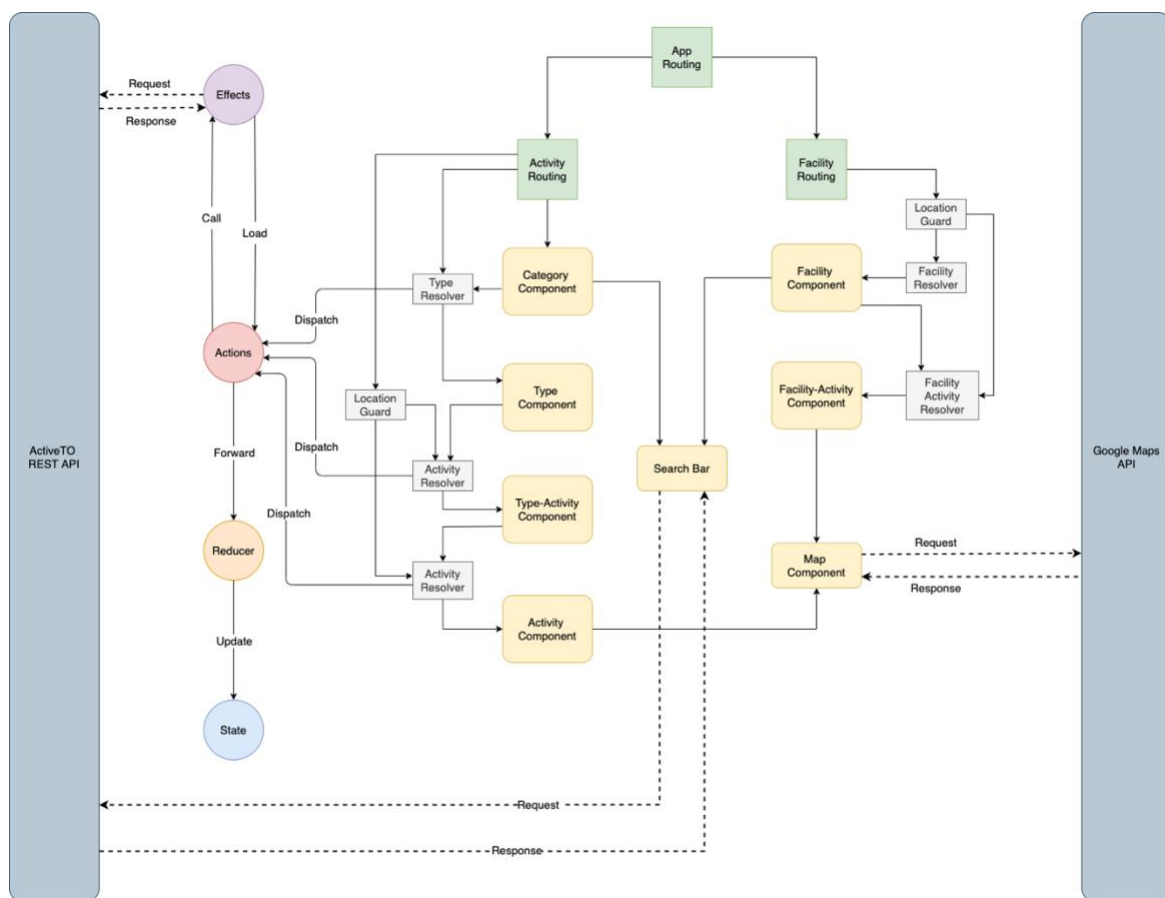 App
Routing
Request
Effects
Response
Activity
Routing
Facility
Routing
Call
Load
Location
Guard
Type
Resolver
Category
Component
Facility
Component
Facility
Resolver
Dispatch
Actions
Location
Guard
Type
Component
Facility-Activity
Component
Facility
Activity
Resolver
ActiveTO
REST API
Forward
Dispatch
Activity
Resolver
Search Bar
Google Maps
API
Dispatch
Type-Activity
Component
Reducer
Activity
Resolver
Map
Component
Request
Response
Activity
Component
Update
State
Request
Response